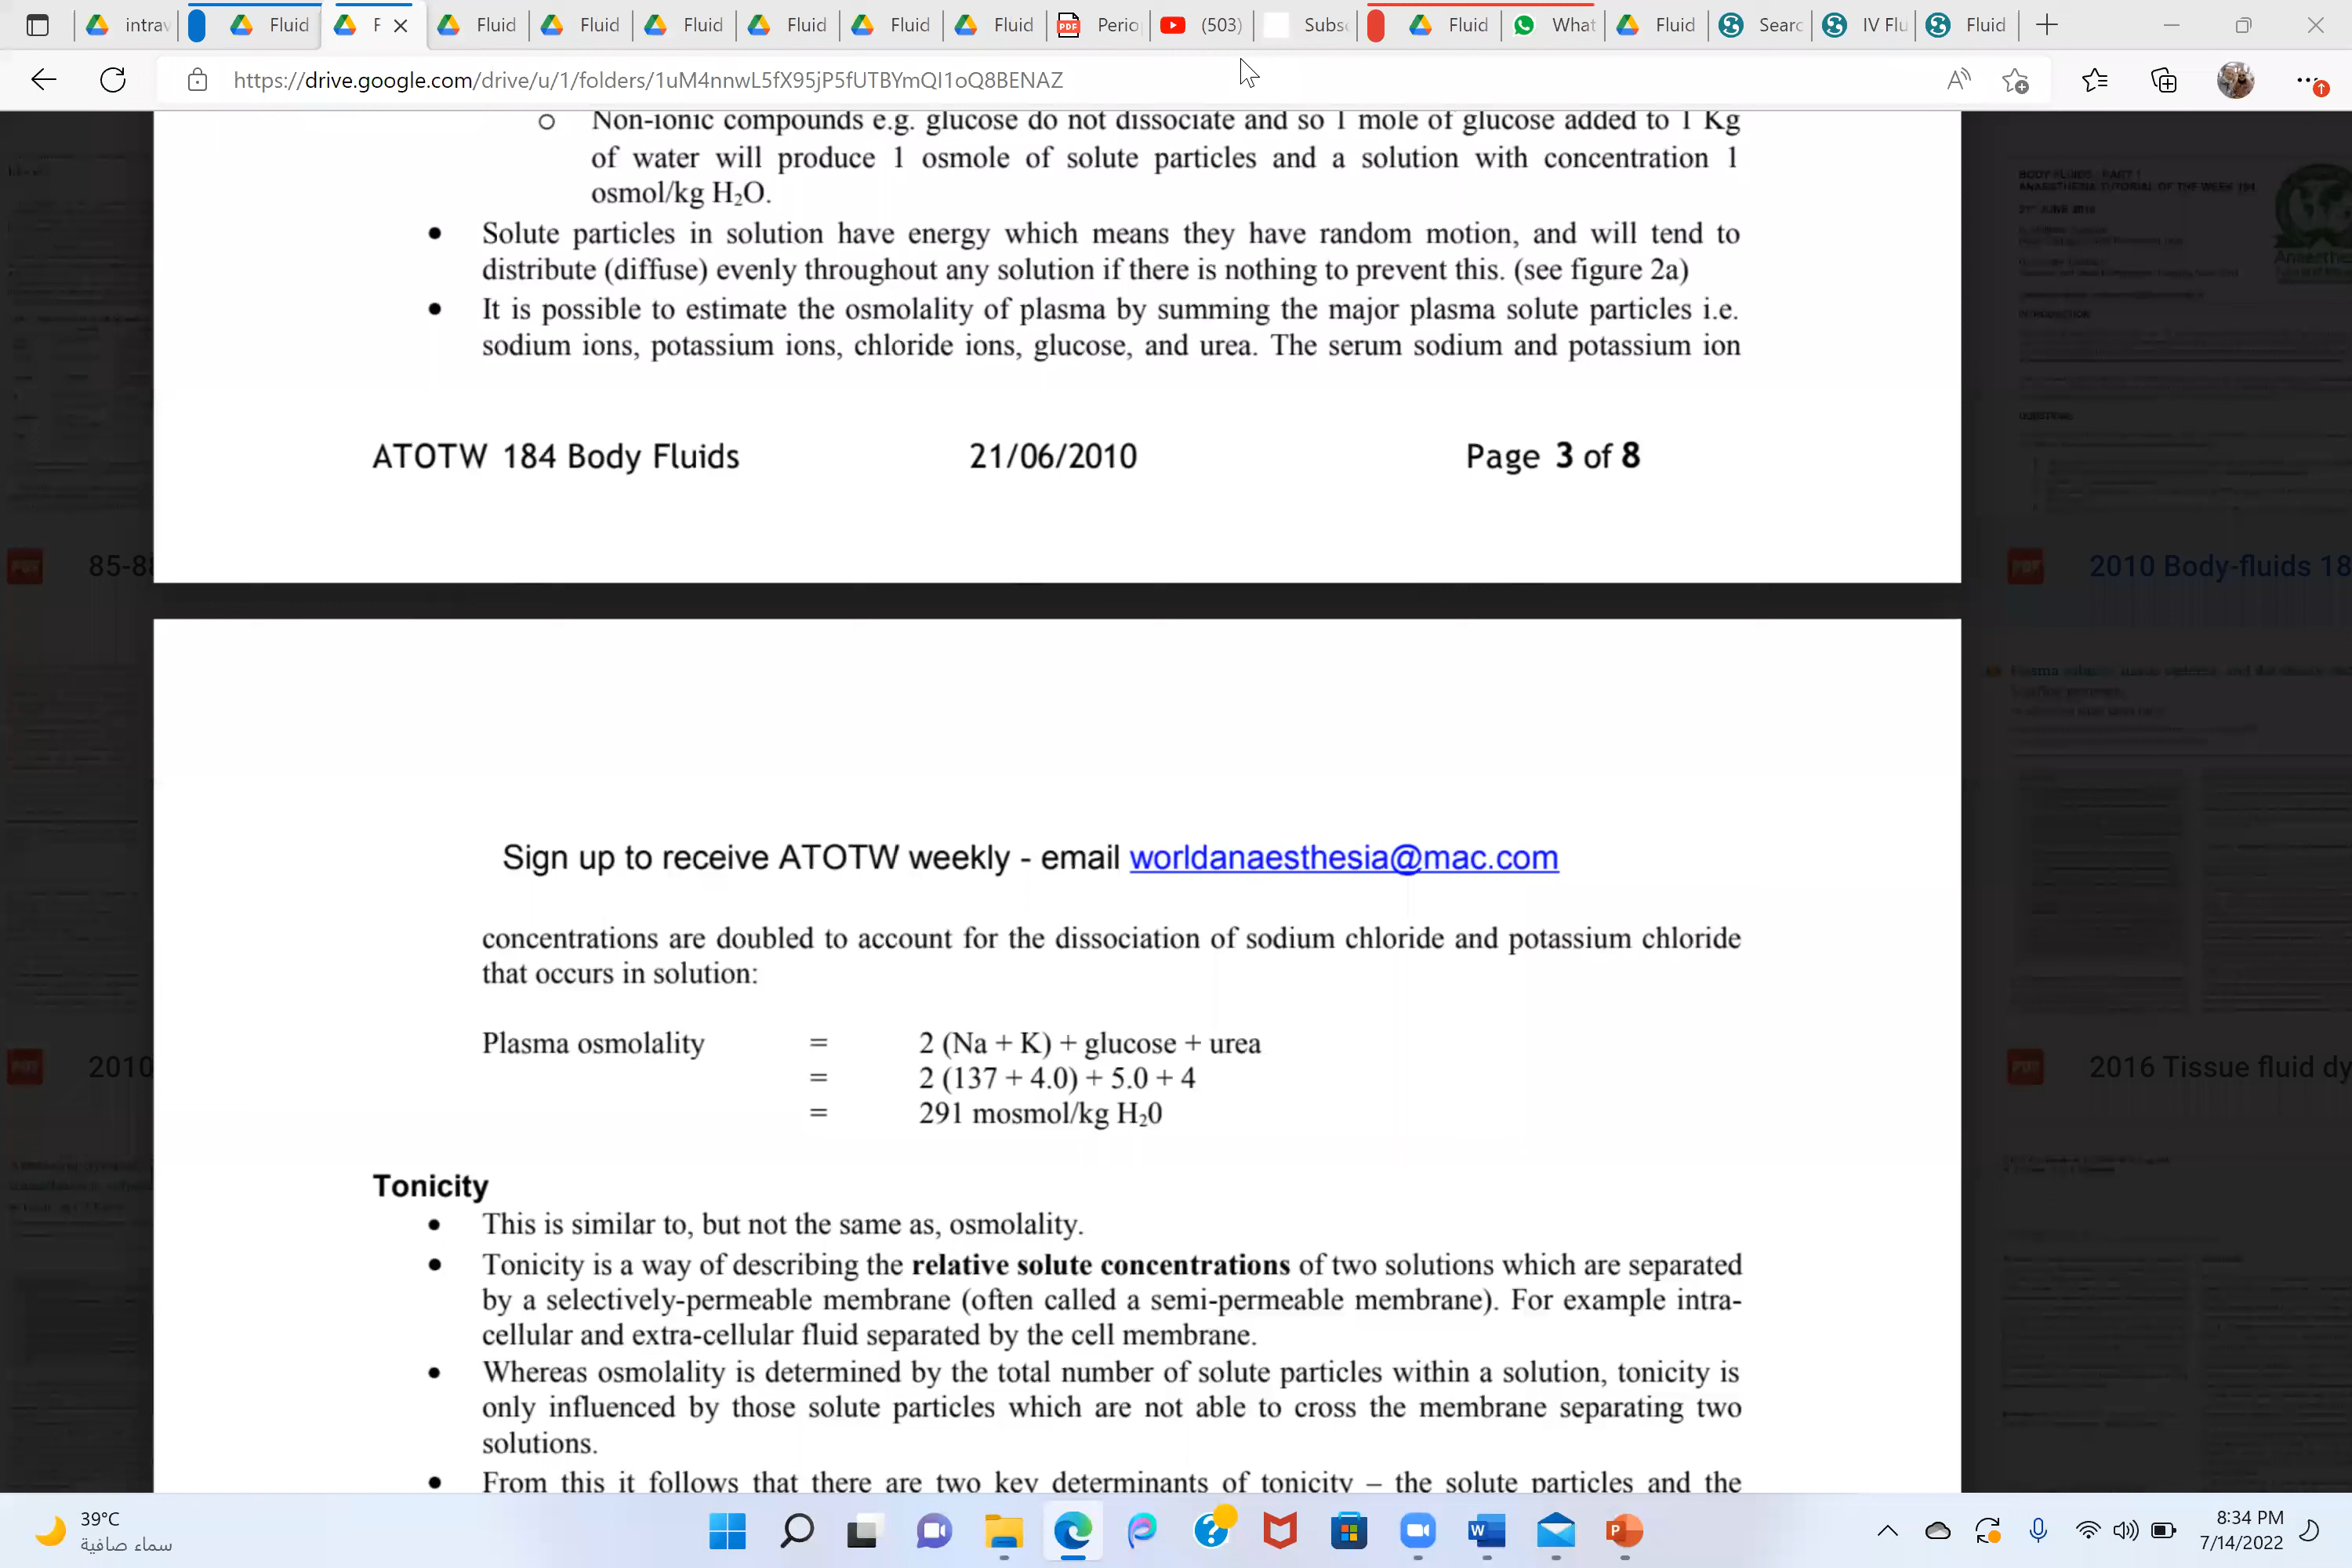 intrav
Fluid
F
Fluid
Fluid
Fluid
Fluid
Fluid
Fluid
Perio
(503)
Subsc
Fluid
What
Fluid
Searc
IV Flu
Fluid
https://drive.google.com/drive/u/1/folders/1uM4nnwL5fX95jP5fUTBYmQI1oQ8BENAZ
Non-ionic compounds e.g. glucose do not dissociate and so 1 mole of glucose added to 1 Kg
of water will produce 1 osmole of solute particles and a solution with concentration 1
osmol/kg H₂O.
Solute particles in solution have energy which means they have random motion, and will tend to
distribute (diffuse) evenly throughout any solution if there is nothing to prevent this. (see figure 2a)
It is possible to estimate the osmolality of plasma by summing the major plasma solute particles i.e.
sodium ions, potassium ions, chloride ions, glucose, and urea. The serum sodium and potassium ion
ATOTW 184 Body Fluids 21/06/2010 Page 3 of 8
85-88
2010 Body-fluids 18
Sign up to receive ATOTW weekly - email worldanaesthesia@mac.com
concentrations are doubled to account for the dissociation of sodium chloride and potassium chloride
that occurs in solution:
Plasma osmolality = 2 (Na + K) + glucose + urea
= 2 (137 + 4.0) + 5.0 + 4
= 291 mosmol/kg H₂0
2010
2016 Tissue fluid dy
Tonicity
This is similar to, but not the same as, osmolality.
Tonicity is a way of describing the relative solute concentrations of two solutions which are separated
by a selectively-permeable membrane (often called a semi-permeable membrane). For example intra-
cellular and extra-cellular fluid separated by the cell membrane.
Whereas osmolality is determined by the total number of solute particles within a solution, tonicity is
only influenced by those solute particles which are not able to cross the membrane separating two
solutions.
From this it follows that there are two key determinants of tonicity – the solute particles and the
39°C
سماء صافية
8:34 PM
7/14/2022